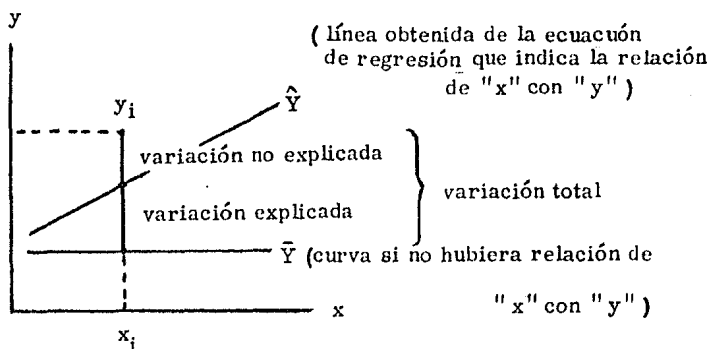 y
( línea obtenida de la ecuacuón
de regresión que indica la relación
de "x" con "y" )
Ŷ
yi
variación no explicada
variación total
variación explicada
Ȳ (curva si no hubiera relación de
"x" con "y" )
x
xi